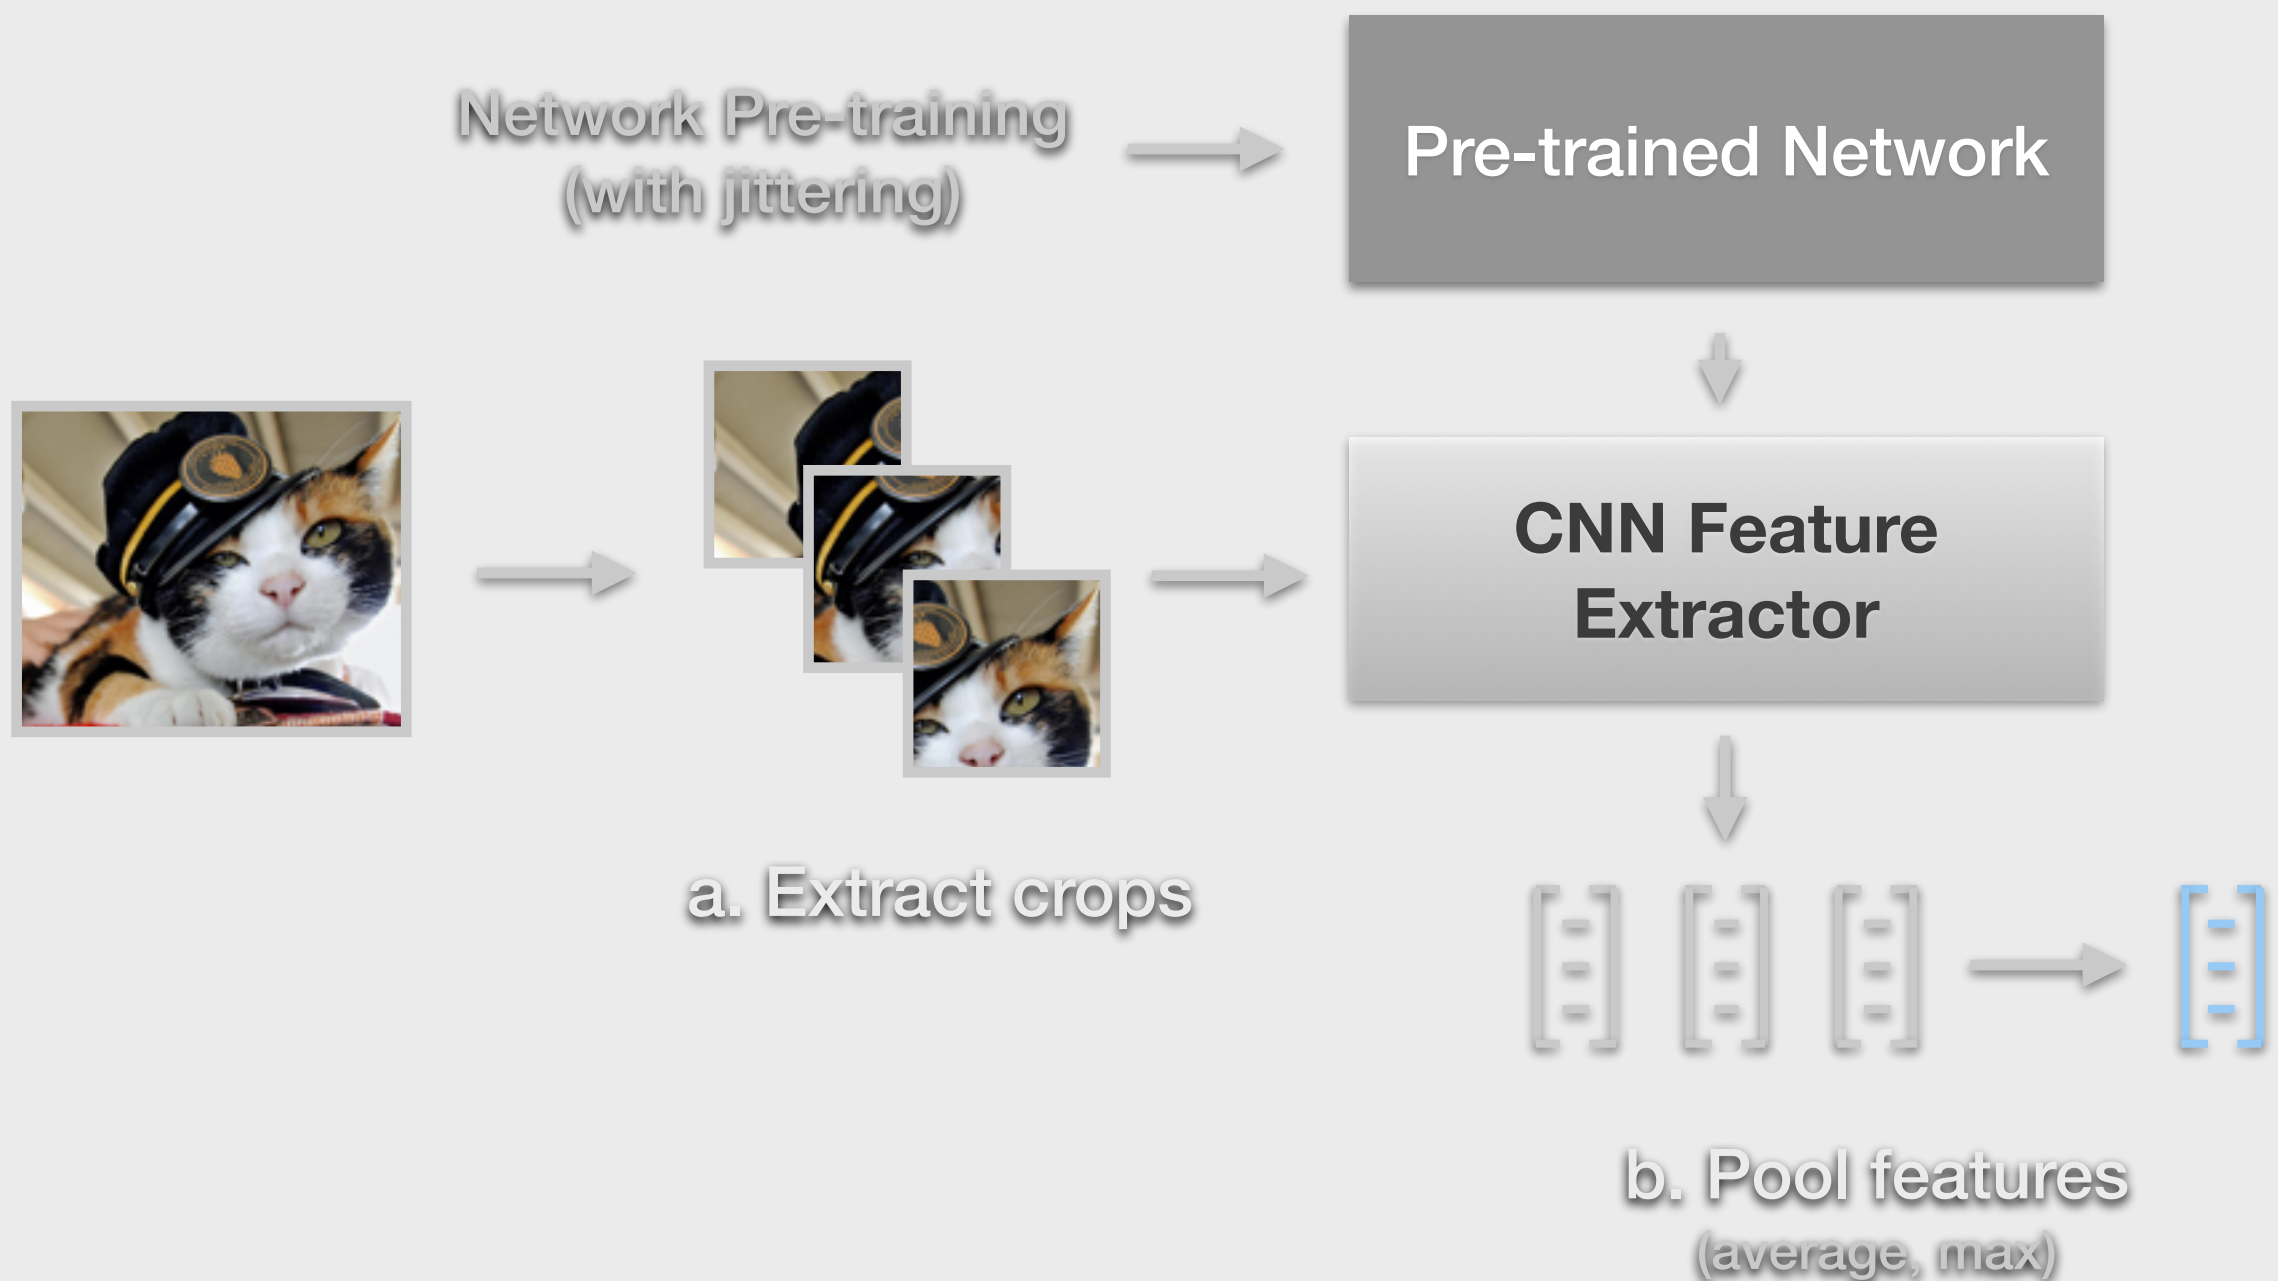 Network Pre-training
(with jittering)
Pre-trained Network
CNN Feature
Extractor
a. Extract crops
b. Pool features
(average, max)